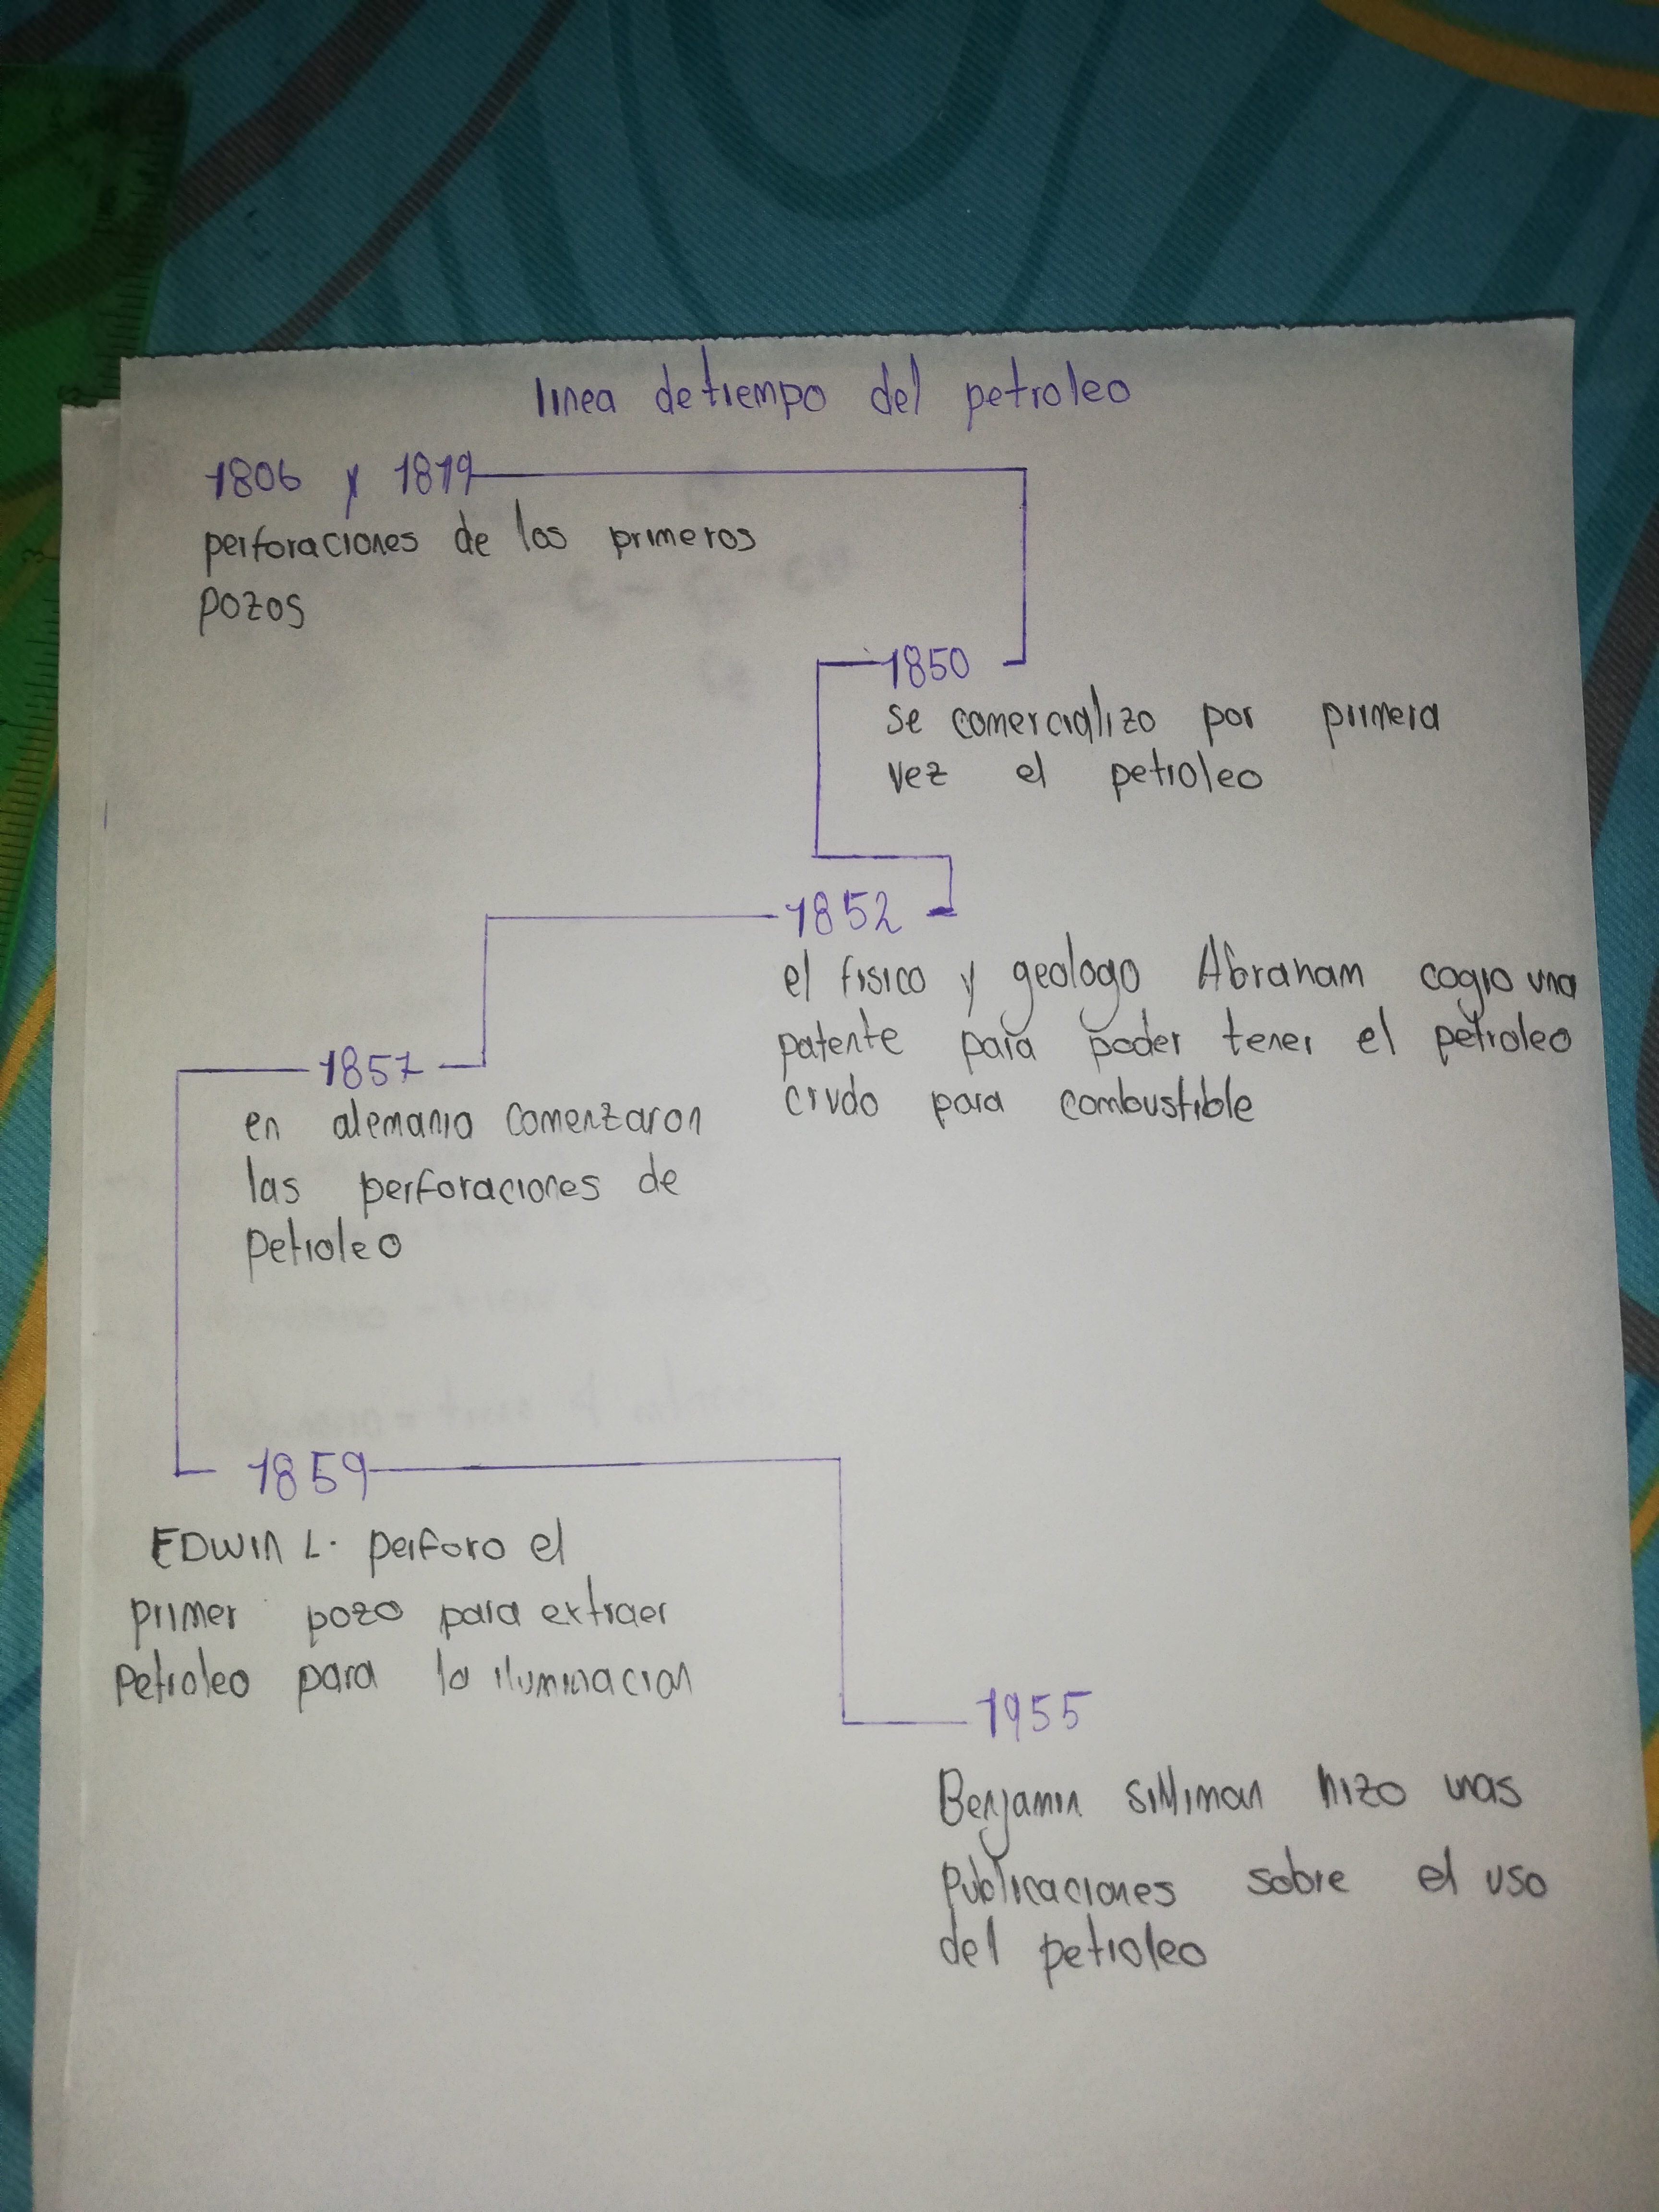 linea de tiempo del petroleo
1806 y 1819
perforaciones de los primeros
pozos
1850
se comercializo por primera
vez el petroleo
1852
el fisico y geologo Abraham cogio una
patente para poder tener el petroleo
crudo para combustible
1857
en alemania comenzaron
las perforaciones de
petroleo
1859
EDWIN L. perforo el
primer pozo para extraer
petroleo para la iluminacion
1955
Benjamin silliman hizo unas
publicaciones sobre el uso
del petroleo